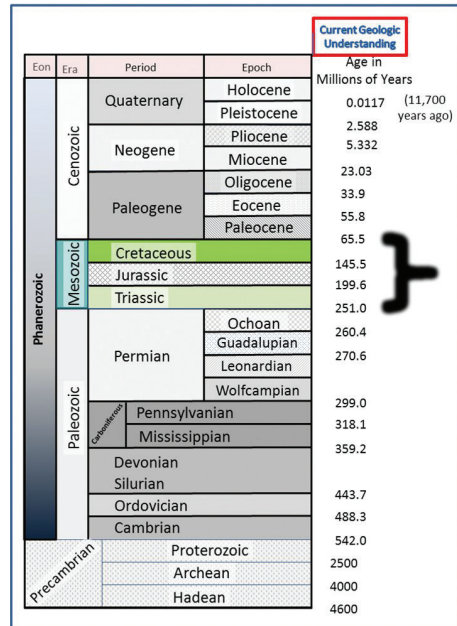 Current Geologic
Understanding
Eon Era Period Epoch Age in
Millions of Years
Phanerozoic
Cenozoic
Quaternary
Holocene
0.0117 (11,700
years ago)
Pleistocene
2.588
Neogene
Pliocene
5.332
Miocene
23.03
Paleogene
Oligocene
33.9
Eocene
55.8
Paleocene
65.5
Mesozoic
Cretaceous
145.5
Jurassic
199.6
Triassic
251.0
Paleozoic
Permian
Ochoan
260.4
Guadalupian
270.6
Leonardian
Wolfcampian
299.0
Carboniferous
Pennsylvanian
318.1
Mississippian
359.2
Devonian
Silurian
443.7
Ordovician
488.3
Cambrian
542.0
Precambrian
Proterozoic
2500
Archean
4000
Hadean
4600